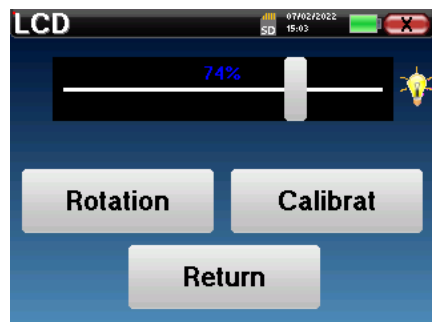 LCD
SD
07/02/2022
15:03
X
74%
Rotation
Calibrat
Return